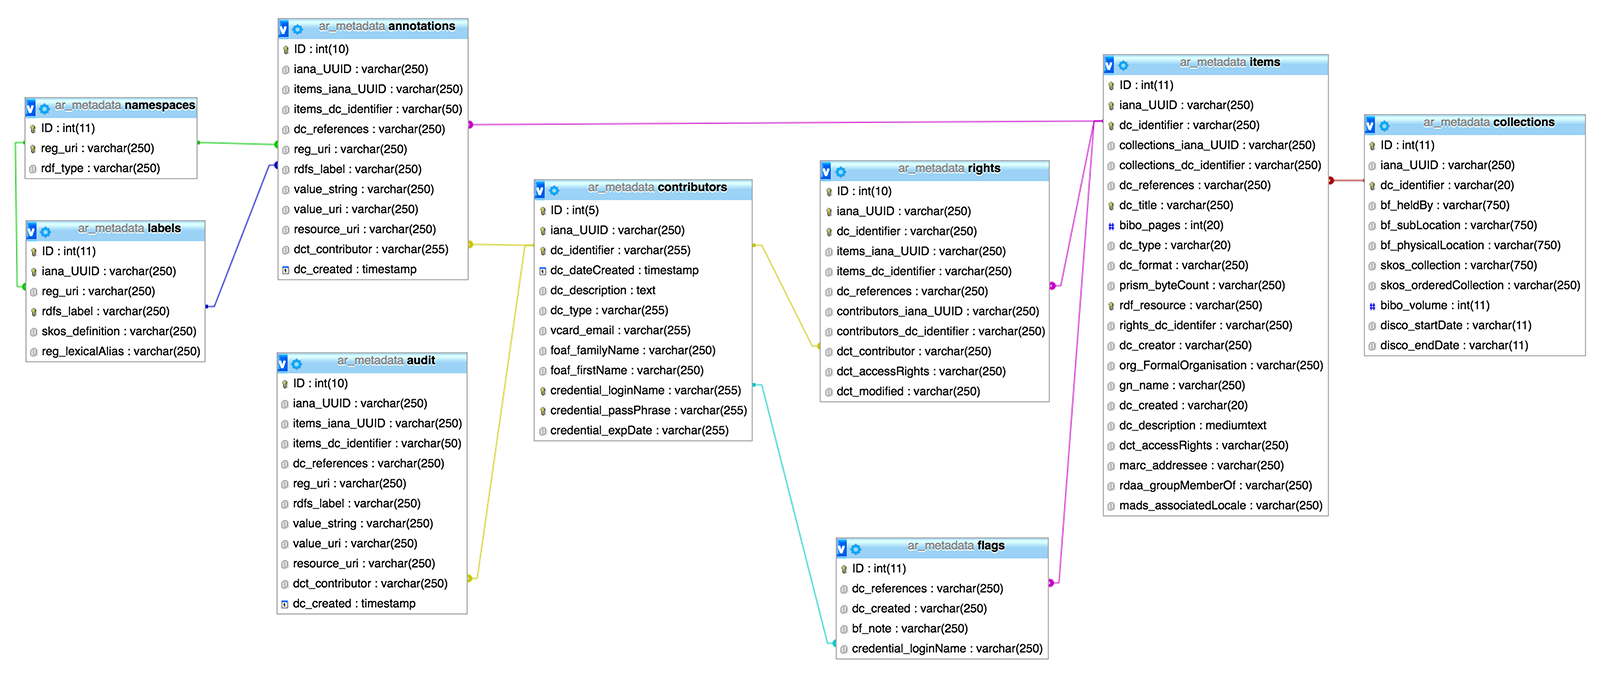 ar_metadata annotations
ID : int(10)
iana_UUID : varchar(250)
items_iana_UUID : varchar(250)
items_dc_identifier : varchar(50)
dc_references : varchar(250)
reg_uri : varchar(250)
rdfs_label : varchar(250)
value_string : varchar(250)
value_uri : varchar(250)
resource_uri : varchar(250)
dct_contributor : varchar(255)
dc_created : timestamp
ar_metadata namespaces
ID : int(11)
reg_uri : varchar(250)
rdf_type : varchar(250)
ar_metadata labels
ID : int(11)
iana_UUID : varchar(250)
reg_uri : varchar(250)
rdfs_label : varchar(250)
skos_definition : varchar(250)
reg_lexicalAlias : varchar(250)
ar_metadata audit
ID : int(10)
iana_UUID : varchar(250)
items_iana_UUID : varchar(250)
items_dc_identifier : varchar(50)
dc_references : varchar(250)
reg_uri : varchar(250)
rdfs_label : varchar(250)
value_string : varchar(250)
value_uri : varchar(250)
resource_uri : varchar(250)
dct_contributor : varchar(250)
dc_created : timestamp
ar_metadata contributors
ID : int(5)
iana_UUID : varchar(250)
dc_identifier : varchar(255)
dc_dateCreated : timestamp
dc_description : text
dc_type : varchar(255)
vcard_email : varchar(255)
foaf_familyName : varchar(250)
foaf_firstName : varchar(250)
credential_loginName : varchar(255)
credential_passPhrase : varchar(255)
credential_expDate : varchar(255)
ar_metadata rights
ID : int(10)
iana_UUID : varchar(250)
dc_identifier : varchar(250)
items_iana_UUID : varchar(250)
items_dc_identifier : varchar(250)
dc_references : varchar(250)
contributors_iana_UUID : varchar(250)
contributors_dc_identifier : varchar(250)
dct_contributor : varchar(250)
dct_accessRights : varchar(250)
dct_modified : varchar(250)
ar_metadata flags
ID : int(11)
dc_references : varchar(250)
dc_created : varchar(250)
bf_note : varchar(250)
credential_loginName : varchar(250)
ar_metadata items
ID : int(11)
iana_UUID : varchar(250)
dc_identifier : varchar(250)
collections_iana_UUID : varchar(250)
collections_dc_identifier : varchar(250)
dc_references : varchar(250)
dc_title : varchar(250)
bibo_pages : int(20)
dc_type : varchar(20)
dc_format : varchar(250)
prism_byteCount : varchar(250)
rdf_resource : varchar(250)
rights_dc_identifer : varchar(250)
dc_creator : varchar(250)
org_FormalOrganisation : varchar(250)
gn_name : varchar(250)
dc_created : varchar(20)
dc_description : mediumtext
dct_accessRights : varchar(250)
marc_addressee : varchar(250)
rdaa_groupMemberOf : varchar(250)
mads_associatedLocale : varchar(250)
ar_metadata collections
ID : int(11)
iana_UUID : varchar(250)
dc_identifier : varchar(20)
bf_heldBy : varchar(750)
bf_subLocation : varchar(750)
bf_physicalLocation : varchar(750)
skos_collection : varchar(750)
skos_orderedCollection : varchar(250)
bibo_volume : int(11)
disco_startDate : varchar(11)
disco_endDate : varchar(11)